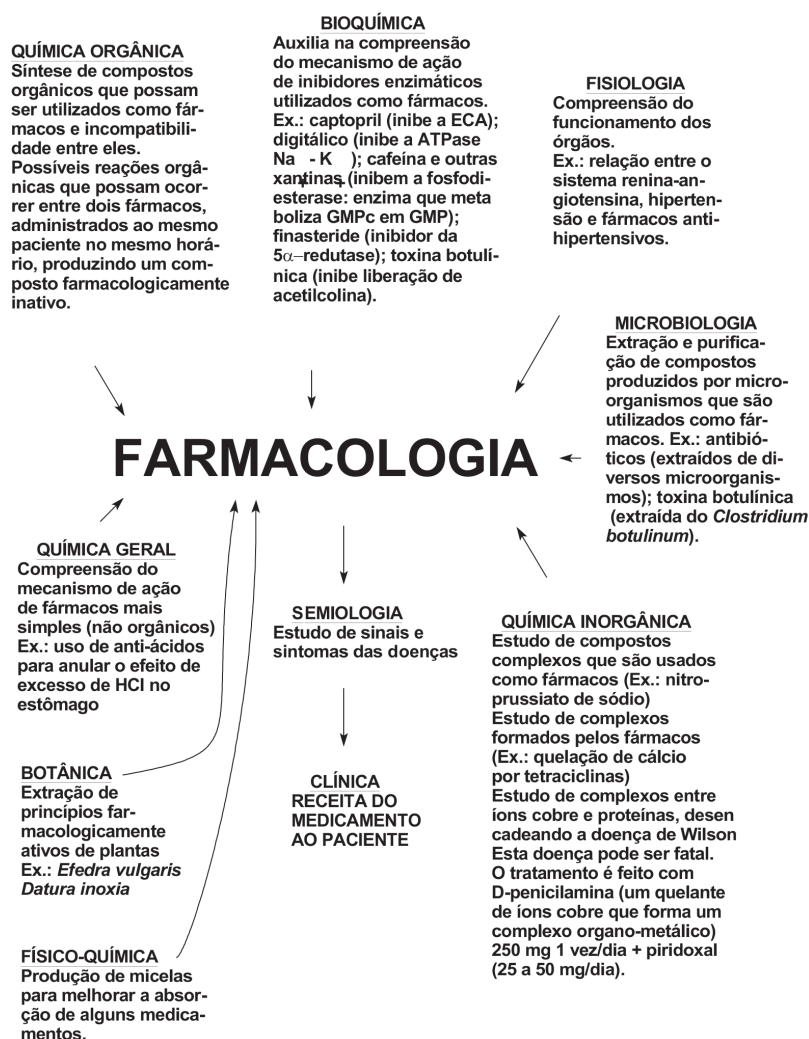 QUÍMICA ORGÂNICA
Síntese de compostos
orgânicos que possam
ser utilizados como fár-
macos e incompatibili-
dade entre eles.
Possíveis reações orgâ-
nicas que possam ocor-
rer entre dois fármacos,
administrados ao mesmo
paciente no mesmo horá-
rio, produzindo um com-
posto farmacologicamente
inativo.
BIOQUÍMICA
Auxilia na compreensão
do mecanismo de ação
de inibidores enzimáticos
utilizados como fármacos.
Ex.: captopril (inibe a ECA);
digitálico (inibe a ATPase
Na+ - K+ ); cafeína e outras
xantinas (inibem a fosfodi-
esterase: enzima que meta
boliza GMPc em GMP);
finasteride (inibidor da
5α–redutase); toxina botulí-
nica (inibe liberação de
acetilcolina).
FISIOLOGIA
Compreensão do
funcionamento dos
órgãos.
Ex.: relação entre o
sistema renina-an-
giotensina, hiperten-
são e fármacos anti-
hipertensivos.
MICROBIOLOGIA
Extração e purifica-
ção de compostos
produzidos por micro-
organismos que são
utilizados como fár-
macos. Ex.: antibió-
ticos (extraídos de di-
versos microorganis-
mos); toxina botulínica
(extraída do Clostridium
botulinum).
FARMACOLOGIA
QUÍMICA GERAL
Compreensão do
mecanismo de ação
de fármacos mais
simples (não orgânicos)
Ex.: uso de anti-ácidos
para anular o efeito de
excesso de HCl no
estômago
SEMIOLOGIA
Estudo de sinais e
sintomas das doenças
CLÍNICA
RECEITA DO
MEDICAMENTO
AO PACIENTE
QUÍMICA INORGÂNICA
Estudo de compostos
complexos que são usados
como fármacos (Ex.: nitro-
prussiato de sódio)
Estudo de complexos
formados pelos fármacos
(Ex.: quelação de cálcio
por tetraciclinas)
Estudo de complexos entre
íons cobre e proteínas, desen
cadeando a doença de Wilson
Esta doença pode ser fatal.
O tratamento é feito com
D-penicilamina (um quelante
de íons cobre que forma um
complexo organo-metálico)
250 mg 1 vez/dia + piridoxal
(25 a 50 mg/dia).
BOTÂNICA
Extração de
princípios far-
macologicamente
ativos de plantas
Ex.: Efedra vulgaris
Datura inoxia
FÍSICO-QUÍMICA
Produção de micelas
para melhorar a absor-
ção de alguns medica-
mentos.